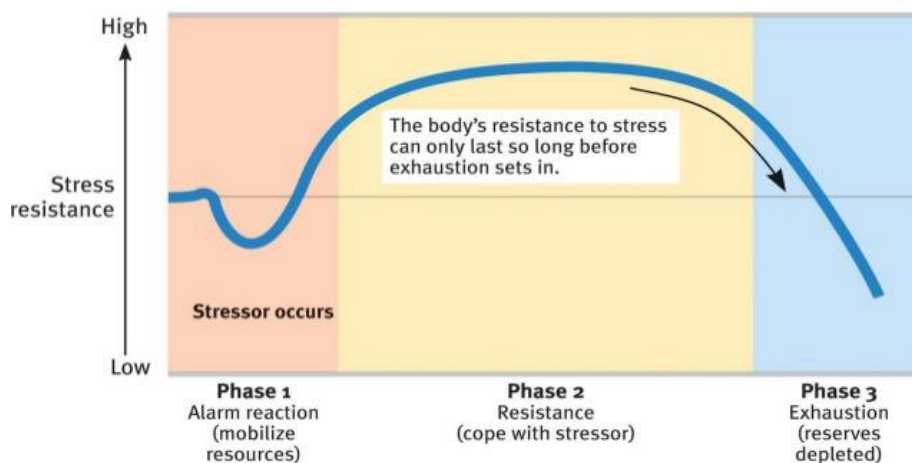 High
The body's resistance to stress
can only last so long before
exhaustion sets in.
Stress
resistance
Stressor occurs
Low
Phase 1
Alarm reaction
(mobilize
resources)
Phase 2
Resistance
(cope with stressor)
Phase 3
Exhaustion
(reserves
depleted)